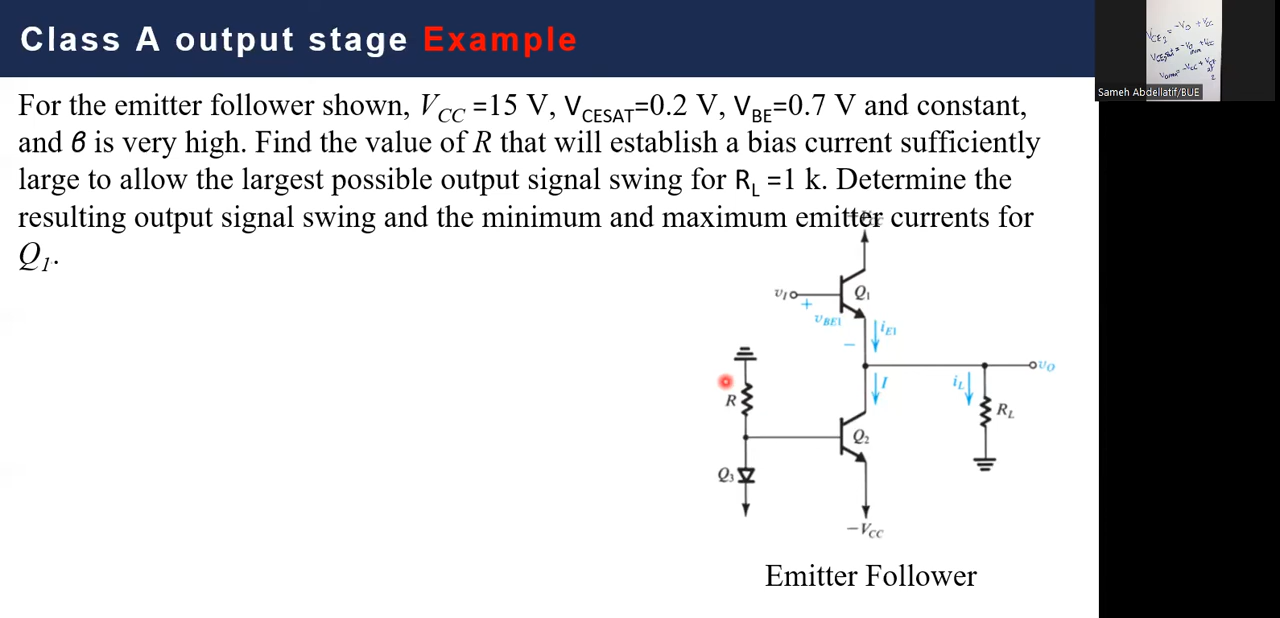 Class A output stage Example
For the emitter follower shown, V_CC =15 V, V_CESAT=0.2 V, V_BE=0.7 V and constant,
and β is very high. Find the value of R that will establish a bias current sufficiently
large to allow the largest possible output signal swing for R_L =1 k. Determine the
resulting output signal swing and the minimum and maximum emitter currents for
Q_1.
v_I
Q_1
v_BE1
+
−
i_E1
R
I
i_L
v_O
R_L
Q_2
Q_3
−V_CC
Emitter Follower
Sameh Abdellatif/BUE